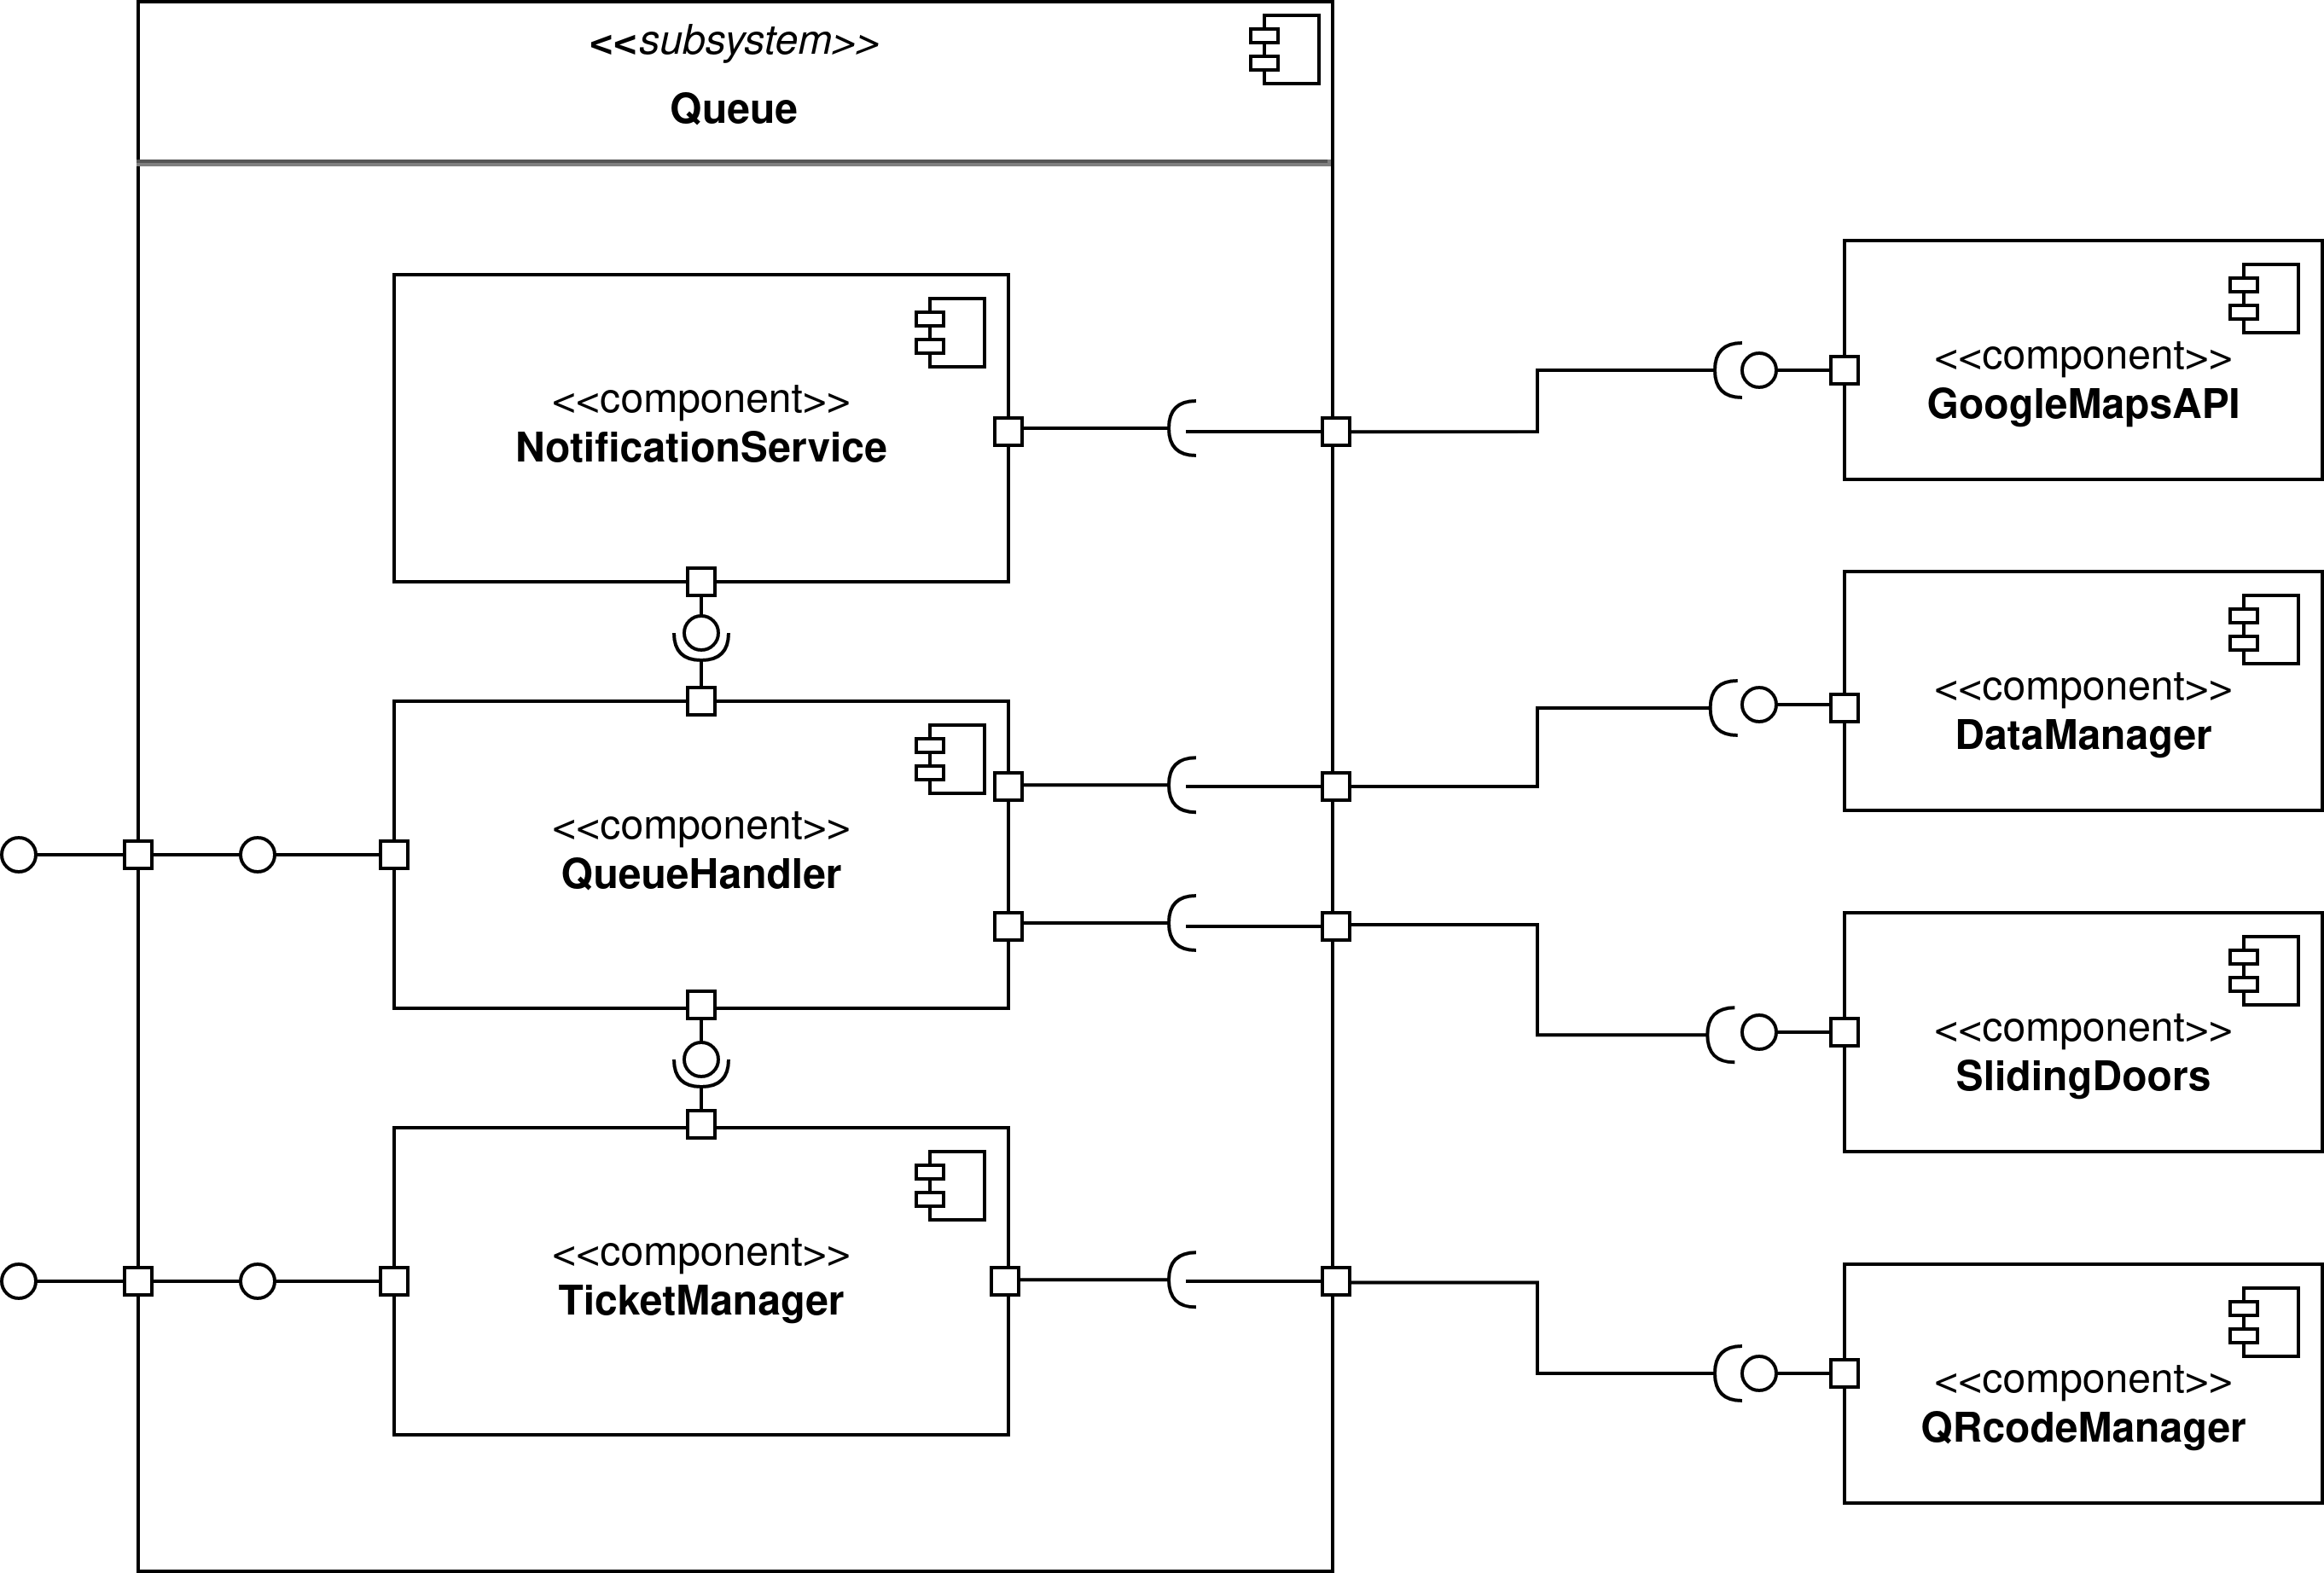 <<subsystem>>
Queue
<<component>>
NotificationService
<<component>>
QueueHandler
<<component>>
TicketManager
<<component>>
GoogleMapsAPI
<<component>>
DataManager
<<component>>
SlidingDoors
<<component>>
QRcodeManager